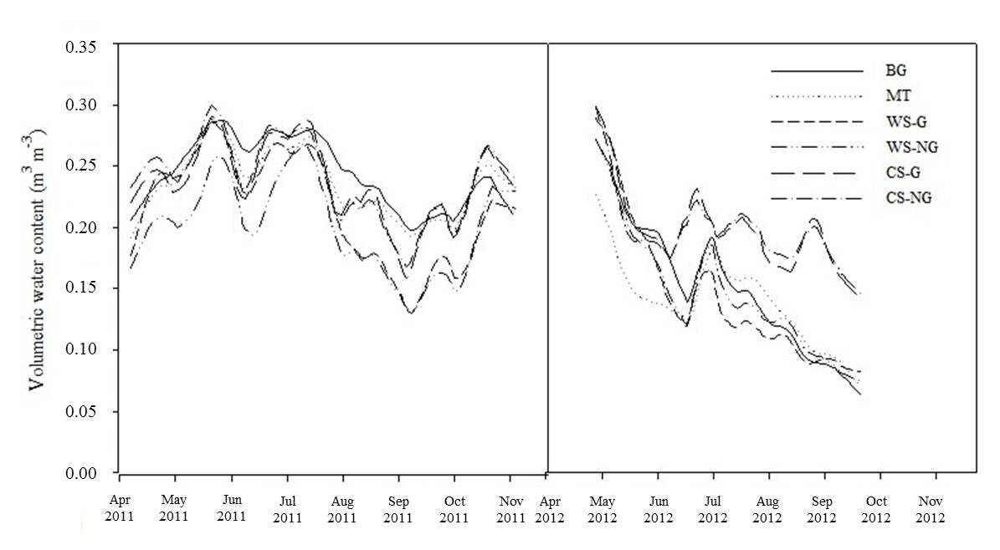 0.35
0.30
0.25
0.20
0.15
0.10
0.05
0.00
Volumetric water content (m³ m⁻³)
BG
MT
WS-G
WS-NG
CS-G
CS-NG
Apr May Jun Jul Aug Sep Oct Nov Apr May Jun Jul Aug Sep Oct Nov
2011 2011 2011 2011 2011 2011 2011 2011 2012 2012 2012 2012 2012 2012 2012 2012